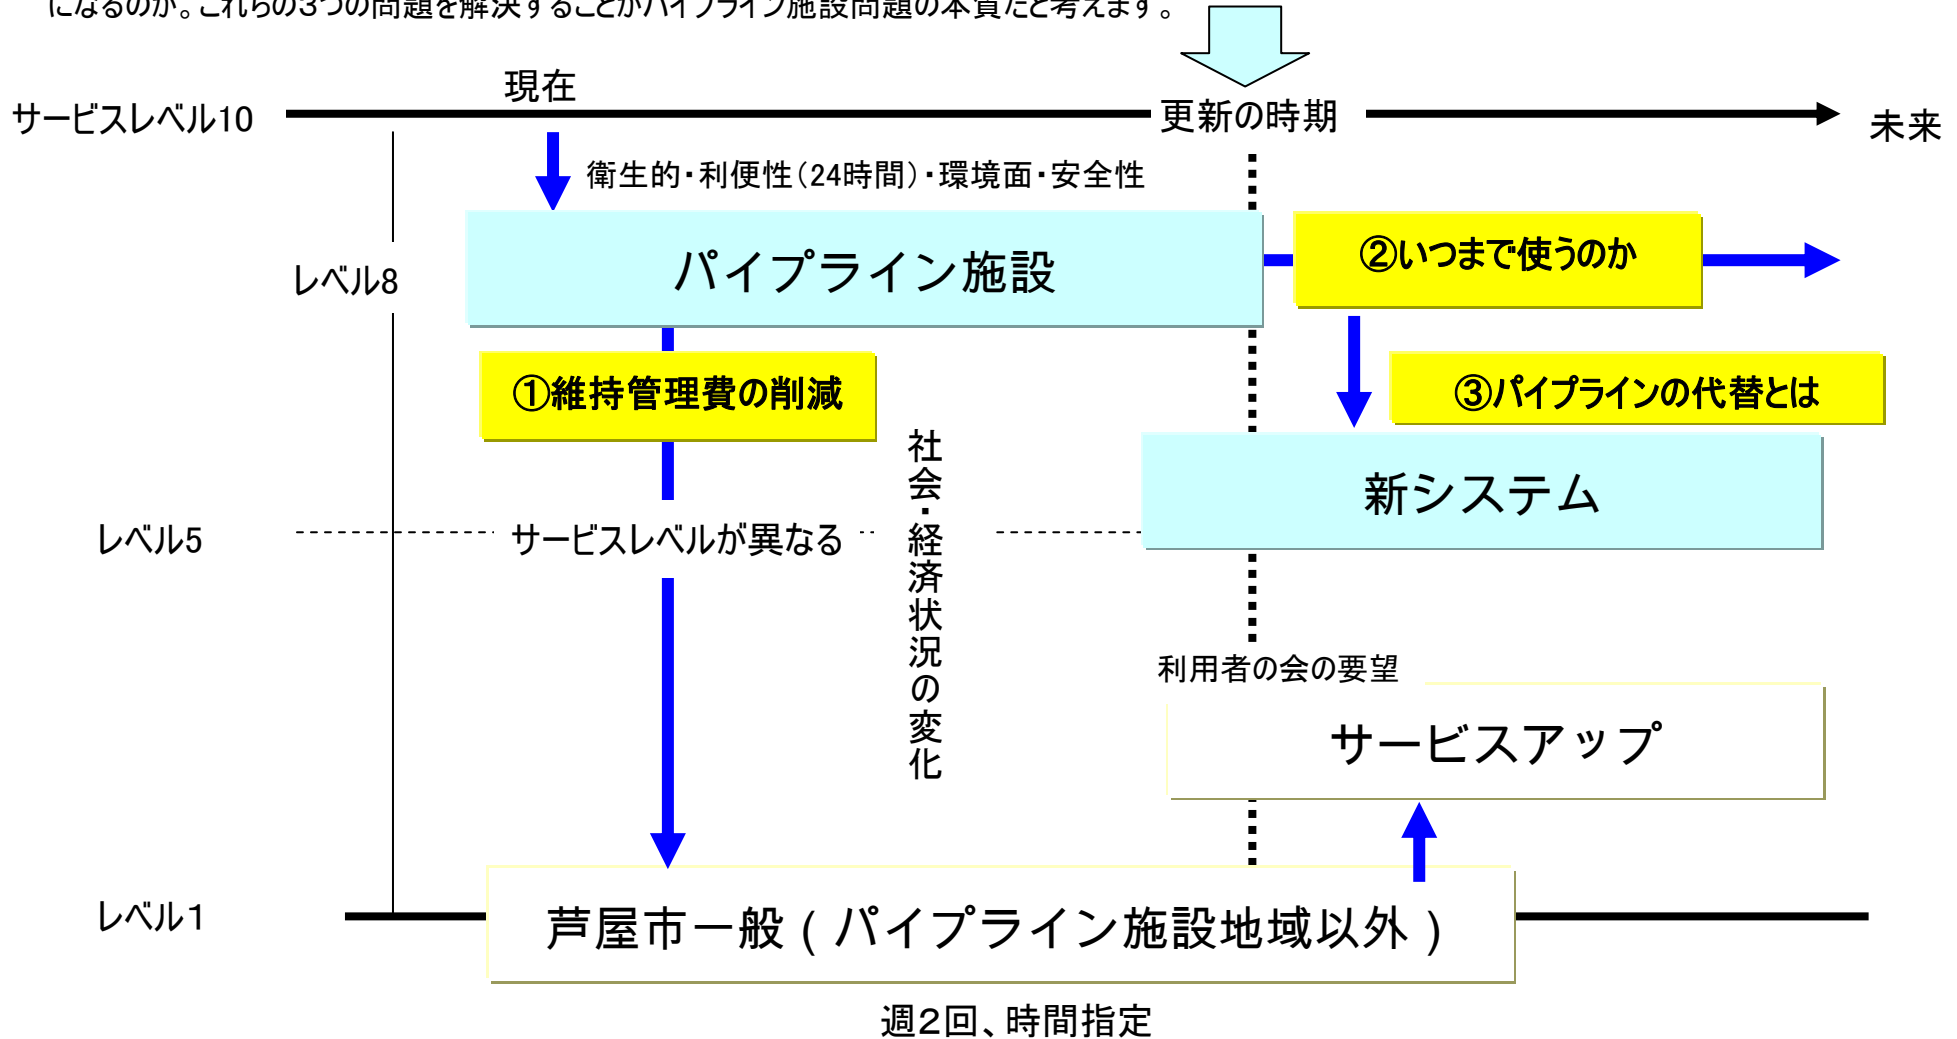 になるのか。これらの３つの問題を解決することがパイプライン施設問題の本質だと考えます。
現在
サービスレベル10
更新の時期
未来
衛生的・利便性(24時間)・環境面・安全性
パイプライン施設
②いつまで使うのか
レベル8
①維持管理費の削減
③パイプラインの代替とは
社会・経済状況の変化
新システム
レベル5
サービスレベルが異なる
利用者の会の要望
サービスアップ
レベル１
芦屋市一般(パイプライン施設地域以外)
週２回、時間指定